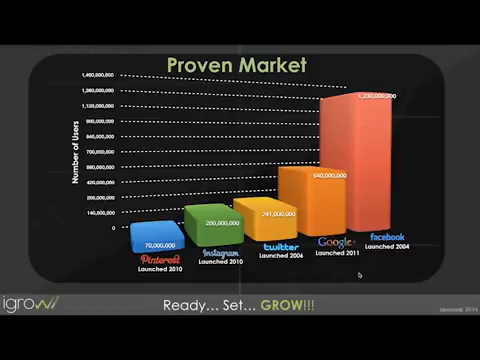 Proven Market
Number of Users
1,400,000,000
1,260,000,000
1,120,000,000
980,000,000
840,000,000
700,000,000
560,000,000
420,000,000
280,000,000
140,000,000
0
70,000,000
200,000,000
241,000,000
540,000,000
1,230,000,000
Pinterest
Launched 2010
Instagram
Launched 2010
twitter
Launched 2006
Google+
Launched 2011
facebook
Launched 2004
igrow
Ready... Set... GROW!!!